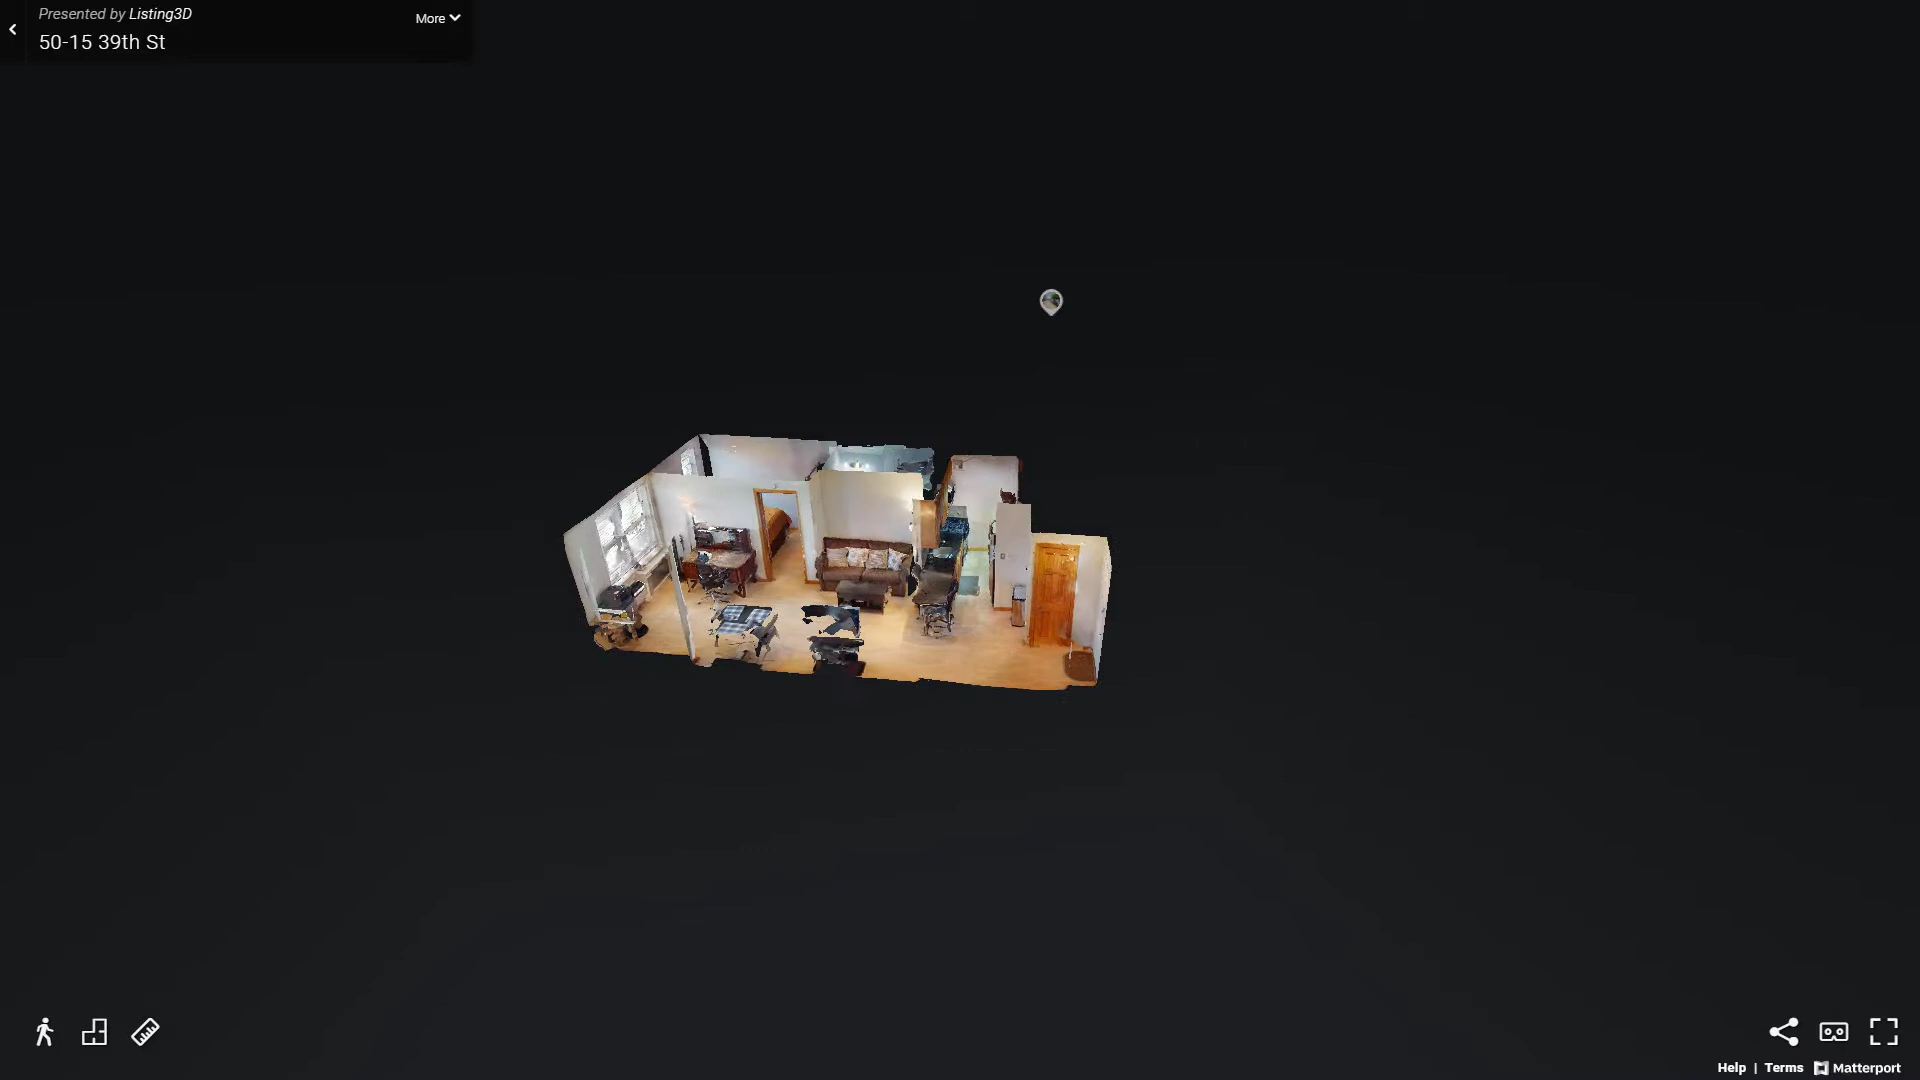 Presented by Listing3D
More
50-15 39th St
Help | Terms Matterport